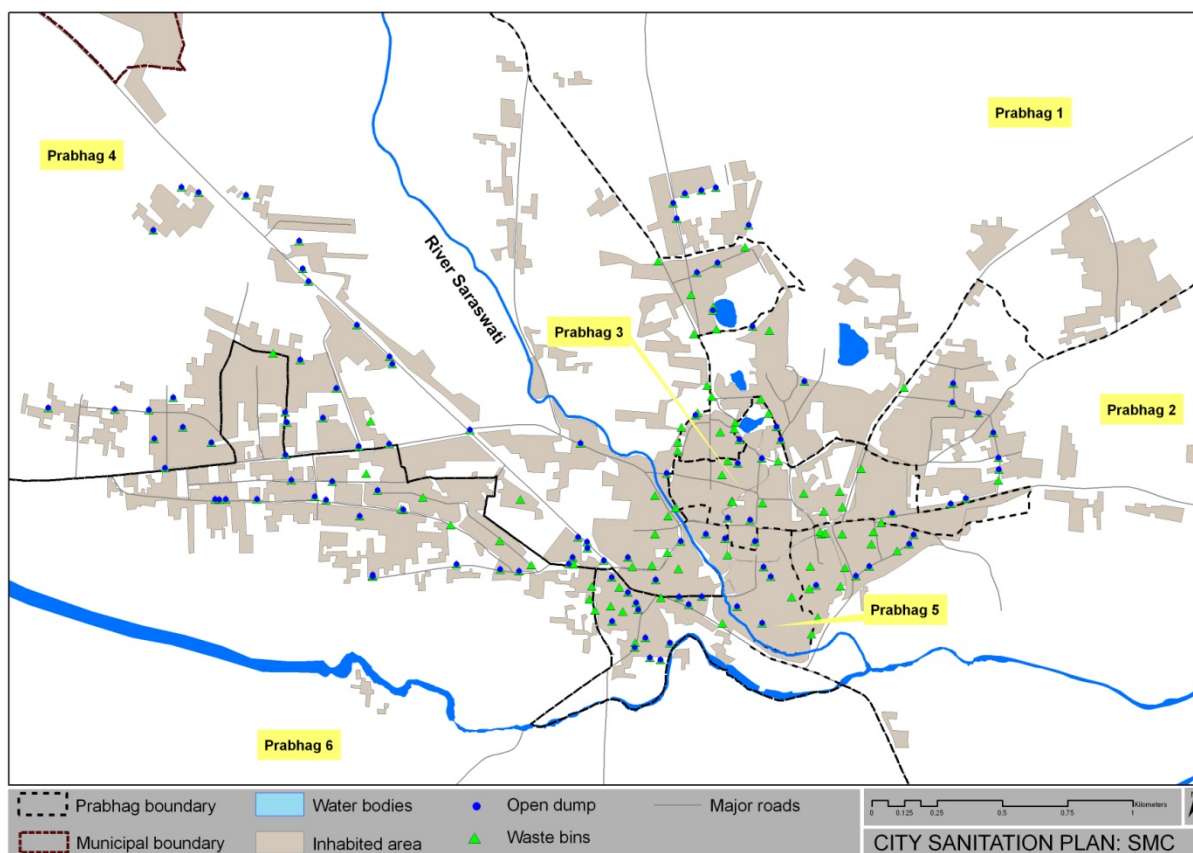 Prabhag 1
Prabhag 4
River Saraswati
Prabhag 3
Prabhag 2
Prabhag 5
Prabhag 6
Prabhag boundary
Water bodies
Open dump
Major roads
Municipal boundary
Inhabited area
Waste bins
Kilometers
0 0.125 0.25 0.5 0.75 1
CITY SANITATION PLAN: SMC